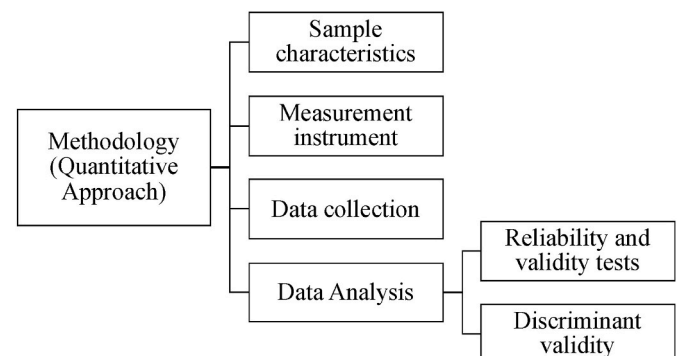 Sample
characteristics
Measurement
instrument
Methodology
(Quantitative
Approach)
Data collection
Reliability and
validity tests
Data Analysis
Discriminant
validity